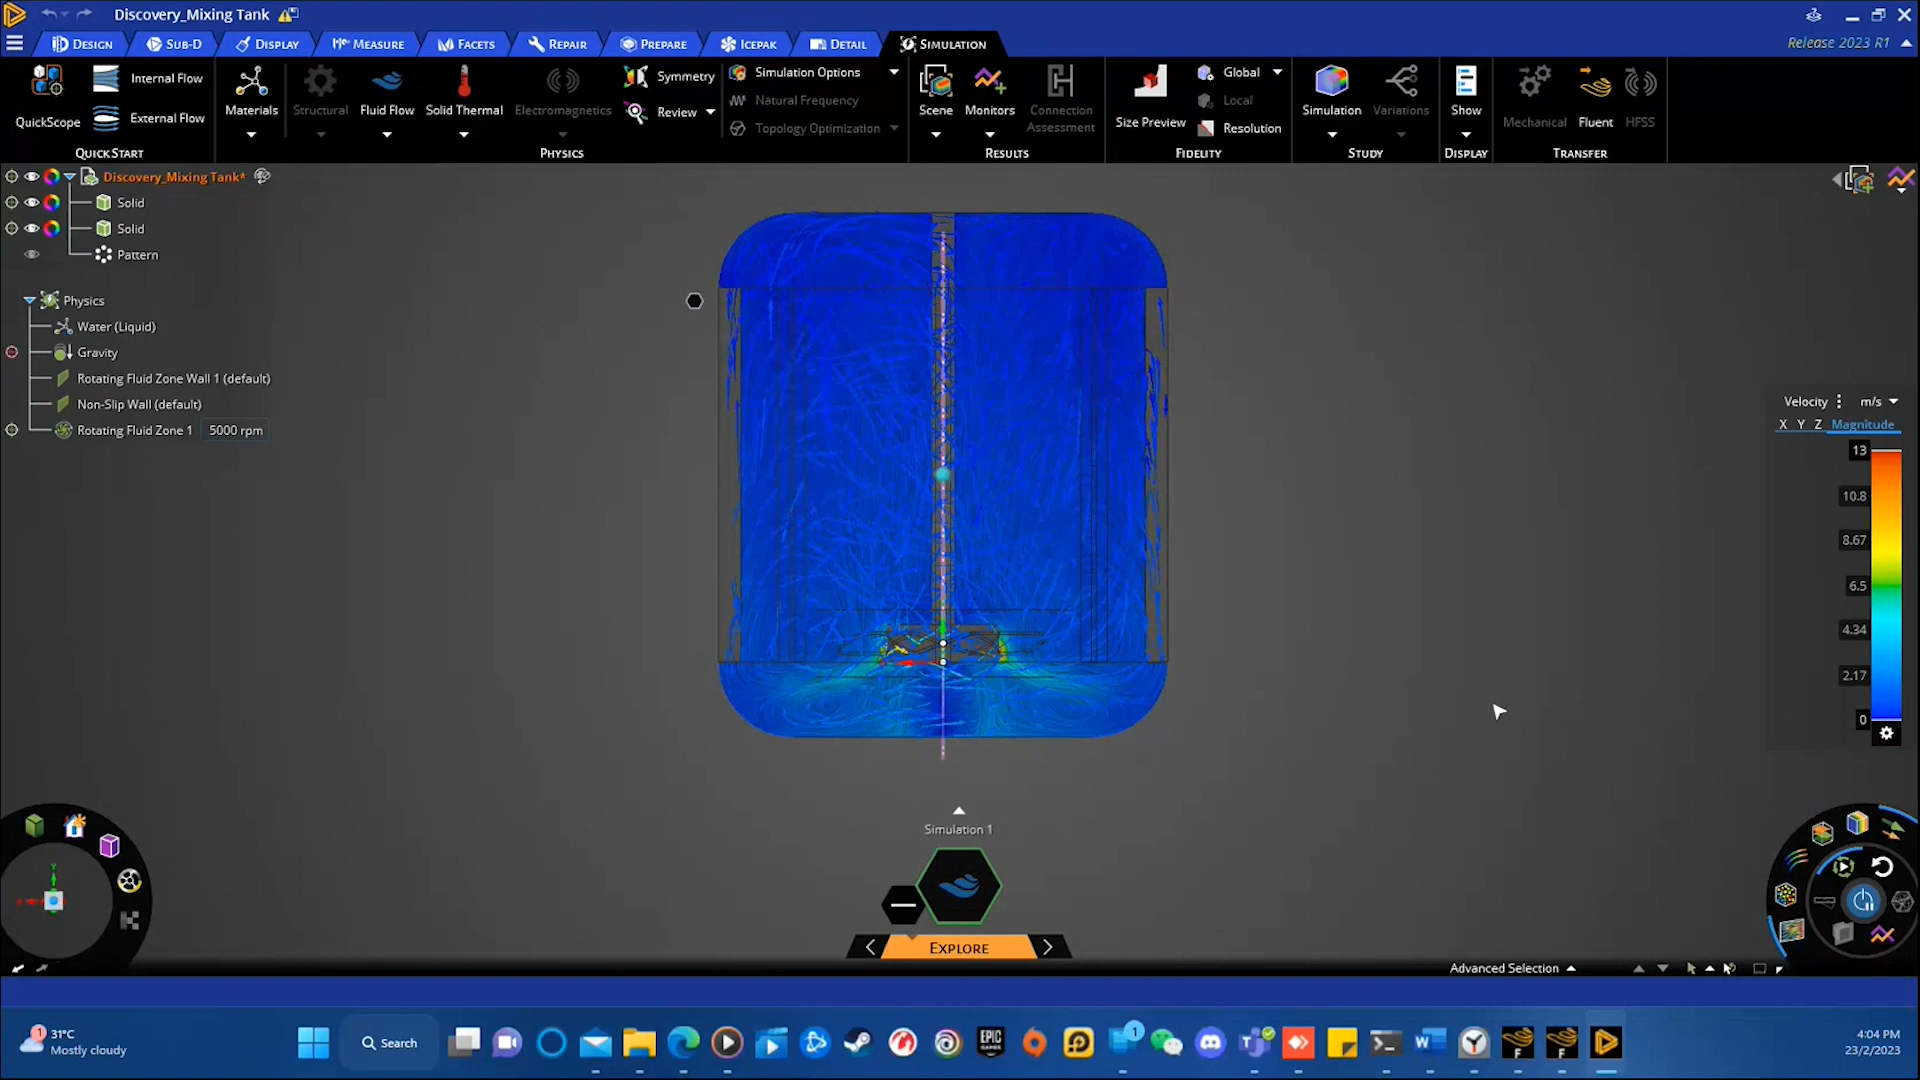 Discovery_Mixing Tank
Design Sub-D Display Measure Facets Repair Prepare Icepak Detail Simulation
Release 2023 R1
QuickScope
Internal Flow
External Flow
QuickStart
Materials
Structural
Fluid Flow
Solid Thermal
Electromagnetics
Symmetry
Review
Simulation Options
Natural Frequency
Topology Optimization
Physics
Scene
Monitors
Connection
Assessment
Results
Size Preview
Global
Local
Resolution
Fidelity
Simulation
Variations
Study
Show
Display
Mechanical
Fluent
HFSS
Transfer
Discovery_Mixing Tank*
Solid
Solid
Pattern
Physics
Water (Liquid)
Gravity
Rotating Fluid Zone Wall 1 (default)
Non-Slip Wall (default)
Rotating Fluid Zone 1 5000 rpm
Velocity m/s
X Y Z Magnitude
13
10.8
8.67
6.5
4.34
2.17
0
Y
Simulation 1
Explore
Advanced Selection
1
31°C
Mostly cloudy
Search
EPIC
GAMES
1
W
F
F
4:04 PM
23/2/2023